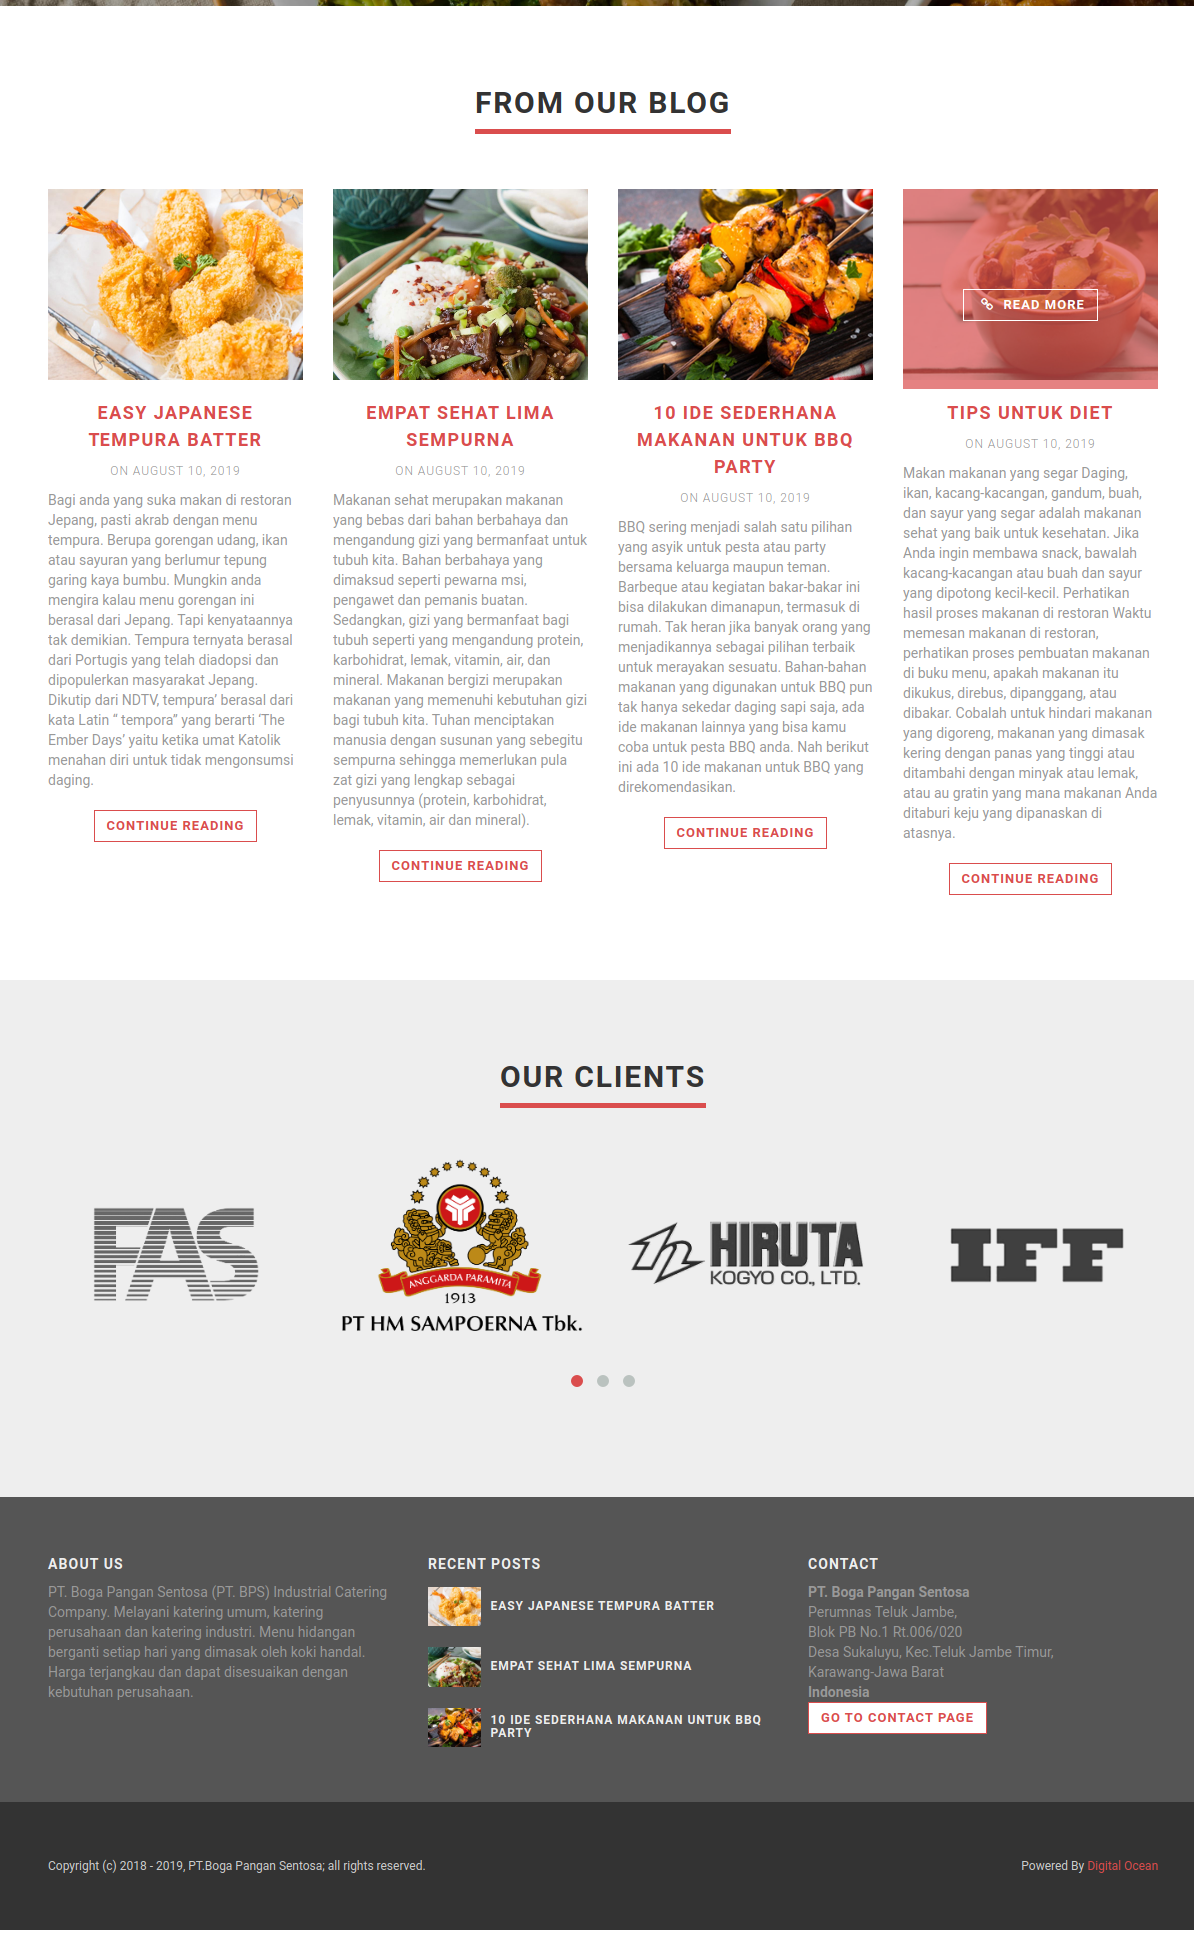 FROM OUR BLOG
READ MORE
EASY JAPANESE
TEMPURA BATTER
ON AUGUST 10, 2019
Bagi anda yang suka makan di restoran
Jepang, pasti akrab dengan menu
tempura. Berupa gorengan udang, ikan
atau sayuran yang berlumur tepung
garing kaya bumbu. Mungkin anda
mengira kalau menu gorengan ini
berasal dari Jepang. Tapi kenyataannya
tak demikian. Tempura ternyata berasal
dari Portugis yang telah diadopsi dan
dipopulerkan masyarakat Jepang.
Dikutip dari NDTV, tempura’ berasal dari
kata Latin “ tempora” yang berarti ‘The
Ember Days’ yaitu ketika umat Katolik
menahan diri untuk tidak mengonsumsi
daging.
CONTINUE READING
EMPAT SEHAT LIMA
SEMPURNA
ON AUGUST 10, 2019
Makanan sehat merupakan makanan
yang bebas dari bahan berbahaya dan
mengandung gizi yang bermanfaat untuk
tubuh kita. Bahan berbahaya yang
dimaksud seperti pewarna msi,
pengawet dan pemanis buatan.
Sedangkan, gizi yang bermanfaat bagi
tubuh seperti yang mengandung protein,
karbohidrat, lemak, vitamin, air, dan
mineral. Makanan bergizi merupakan
makanan yang memenuhi kebutuhan gizi
bagi tubuh kita. Tuhan menciptakan
manusia dengan susunan yang sebegitu
sempurna sehingga memerlukan pula
zat gizi yang lengkap sebagai
penyusunnya (protein, karbohidrat,
lemak, vitamin, air dan mineral).
CONTINUE READING
10 IDE SEDERHANA
MAKANAN UNTUK BBQ
PARTY
ON AUGUST 10, 2019
BBQ sering menjadi salah satu pilihan
yang asyik untuk pesta atau party
bersama keluarga maupun teman.
Barbeque atau kegiatan bakar-bakar ini
bisa dilakukan dimanapun, termasuk di
rumah. Tak heran jika banyak orang yang
menjadikannya sebagai pilihan terbaik
untuk merayakan sesuatu. Bahan-bahan
makanan yang digunakan untuk BBQ pun
tak hanya sekedar daging sapi saja, ada
ide makanan lainnya yang bisa kamu
coba untuk pesta BBQ anda. Nah berikut
ini ada 10 ide makanan untuk BBQ yang
direkomendasikan.
CONTINUE READING
TIPS UNTUK DIET
ON AUGUST 10, 2019
Makan makanan yang segar Daging,
ikan, kacang-kacangan, gandum, buah,
dan sayur yang segar adalah makanan
sehat yang baik untuk kesehatan. Jika
Anda ingin membawa snack, bawalah
kacang-kacangan atau buah dan sayur
yang dipotong kecil-kecil. Perhatikan
hasil proses makanan di restoran Waktu
memesan makanan di restoran,
perhatikan proses pembuatan makanan
di buku menu, apakah makanan itu
dikukus, direbus, dipanggang, atau
dibakar. Cobalah untuk hindari makanan
yang digoreng, makanan yang dimasak
kering dengan panas yang tinggi atau
ditambahi dengan minyak atau lemak,
atau au gratin yang mana makanan Anda
ditaburi keju yang dipanaskan di
atasnya.
CONTINUE READING
OUR CLIENTS
FAS
ANGGARDA PARAMITA
1913
PT HM SAMPOERNA Tbk.
HIRUTA
KOGYO CO., LTD.
IFF
ABOUT US
PT. Boga Pangan Sentosa (PT. BPS) Industrial Catering
Company. Melayani katering umum, katering
perusahaan dan katering industri. Menu hidangan
berganti setiap hari yang dimasak oleh koki handal.
Harga terjangkau dan dapat disesuaikan dengan
kebutuhan perusahaan.
RECENT POSTS
EASY JAPANESE TEMPURA BATTER
EMPAT SEHAT LIMA SEMPURNA
10 IDE SEDERHANA MAKANAN UNTUK BBQ
PARTY
CONTACT
PT. Boga Pangan Sentosa
Perumnas Teluk Jambe,
Blok PB No.1 Rt.006/020
Desa Sukaluyu, Kec.Teluk Jambe Timur,
Karawang-Jawa Barat
Indonesia
GO TO CONTACT PAGE
Copyright (c) 2018 - 2019, PT.Boga Pangan Sentosa; all rights reserved.
Powered By Digital Ocean